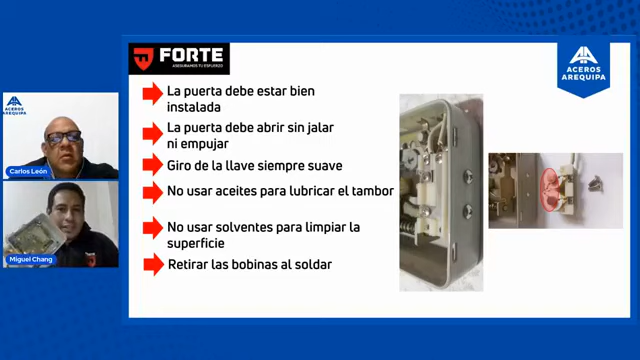 FORTE
ASEGURAMOS TU ESFUERZO
ACEROS
AREQUIPA
ACEROS
AREQUIPA
La puerta debe estar bien
instalada
La puerta debe abrir sin jalar
ni empujar
Giro de la llave siempre suave
No usar aceites para lubricar el tambor
No usar solventes para limpiar la
superficie
Retirar las bobinas al soldar
Carlos León
Miguel Chang